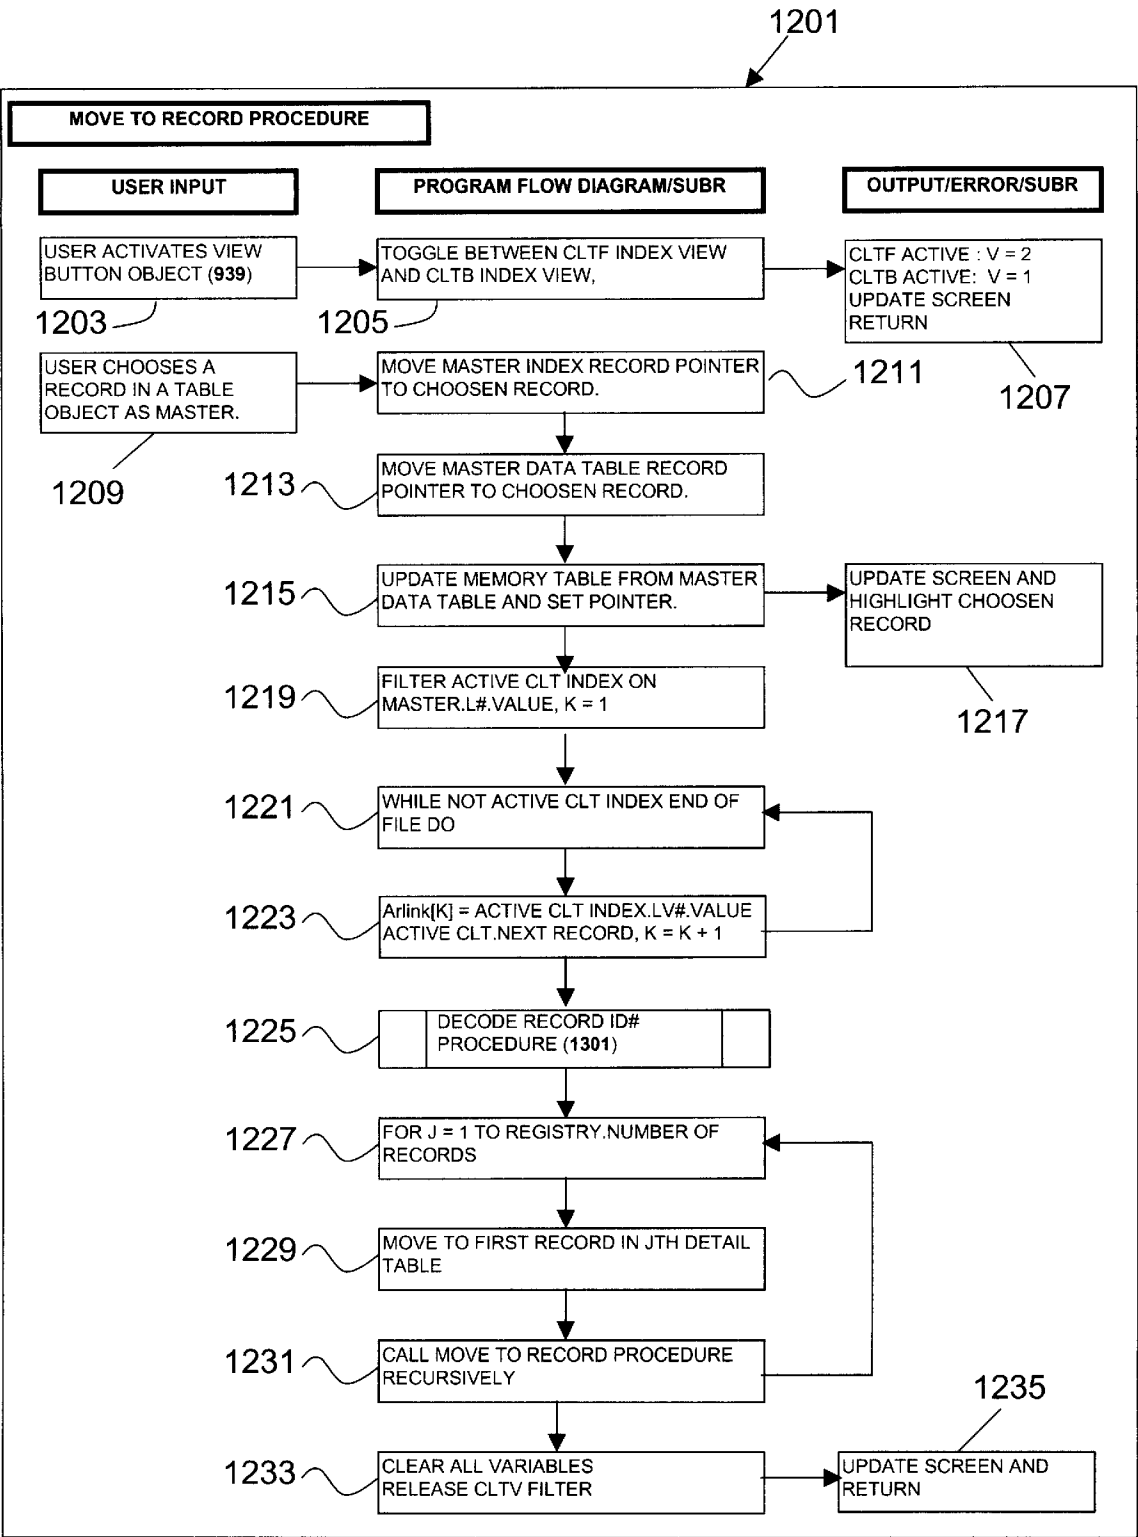 1201
MOVE TO RECORD PROCEDURE
USER INPUT
PROGRAM FLOW DIAGRAM/SUBR
OUTPUT/ERROR/SUBR
USER ACTIVATES VIEW
BUTTON OBJECT (939)
1203
TOGGLE BETWEEN CLTF INDEX VIEW
AND CLTB INDEX VIEW,
1205
CLTF ACTIVE : V = 2
CLTB ACTIVE: V = 1
UPDATE SCREEN
RETURN
1207
USER CHOOSES A
RECORD IN A TABLE
OBJECT AS MASTER.
1209
MOVE MASTER INDEX RECORD POINTER
TO CHOOSEN RECORD.
1211
1213
MOVE MASTER DATA TABLE RECORD
POINTER TO CHOOSEN RECORD.
1215
UPDATE MEMORY TABLE FROM MASTER
DATA TABLE AND SET POINTER.
UPDATE SCREEN AND
HIGHLIGHT CHOOSEN
RECORD
1217
1219
FILTER ACTIVE CLT INDEX ON
MASTER.L#.VALUE, K = 1
1221
WHILE NOT ACTIVE CLT INDEX END OF
FILE DO
1223
Arlink[K] = ACTIVE CLT INDEX.LV#.VALUE
ACTIVE CLT.NEXT RECORD, K = K + 1
1225
DECODE RECORD ID#
PROCEDURE (1301)
1227
FOR J = 1 TO REGISTRY.NUMBER OF
RECORDS
1229
MOVE TO FIRST RECORD IN JTH DETAIL
TABLE
1231
CALL MOVE TO RECORD PROCEDURE
RECURSIVELY
1233
CLEAR ALL VARIABLES
RELEASE CLTV FILTER
1235
UPDATE SCREEN AND
RETURN